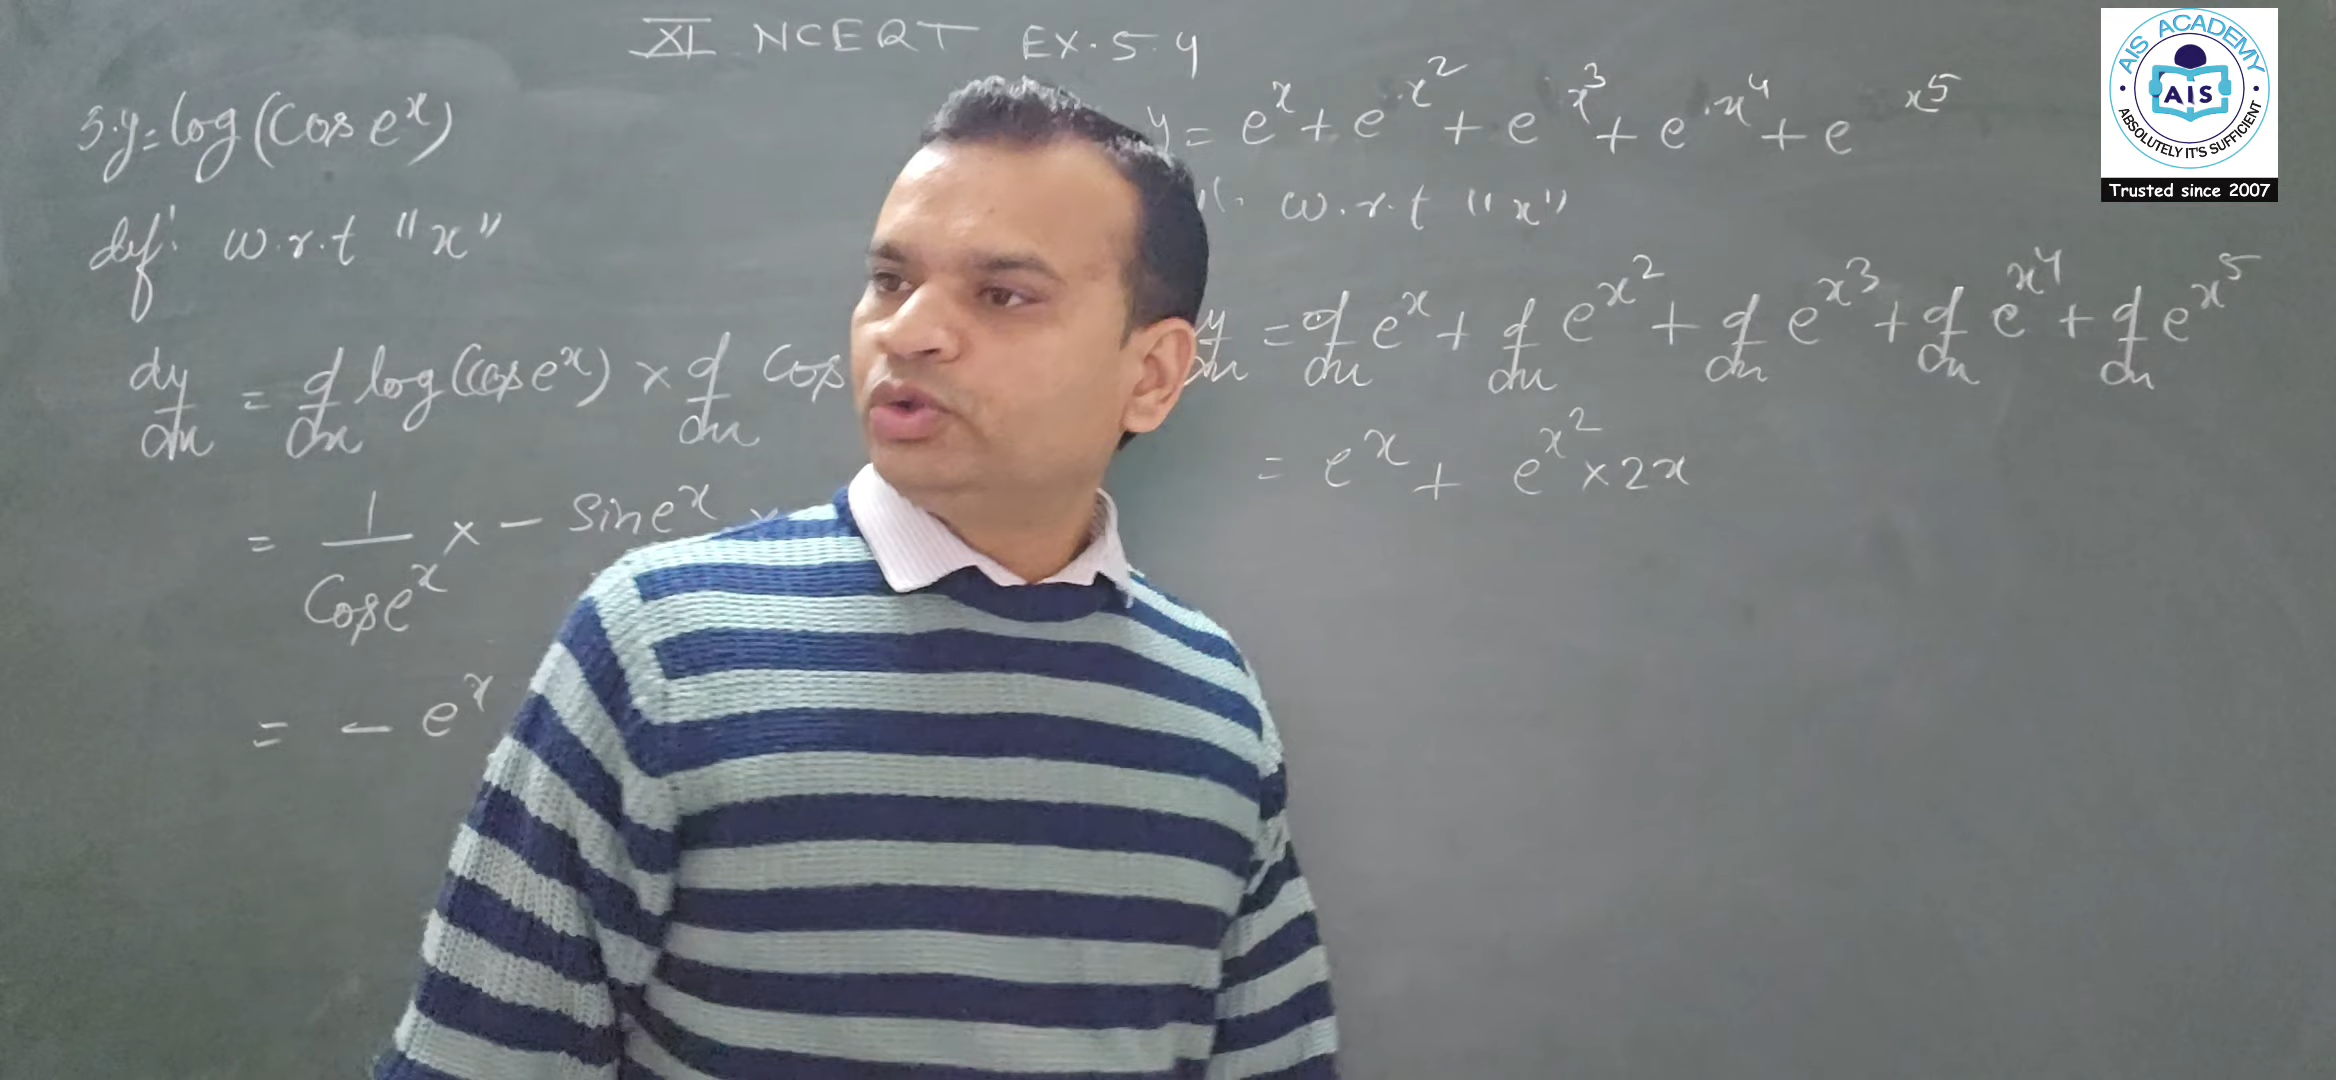 XI NCERT EX. 5.4
5. y = log(Cos e^x)
dif. w.r.t "x"
dy/dx = d/dx log(Cos e^x) × d/dx Cos
= 1/Cos e^x × - Sin e^x ×
= - e^x
y = e^x + e^x^2 + e^x^3 + e^x^4 + e^x^5
w.r.t "x"
= d/dx e^x + d/dx e^x^2 + d/dx e^x^3 + d/dx e^x^4 + d/dx e^x^5
= e^x + e^x^2 × 2x
AIS ACADEMY
AIS
ABSOLUTELY IT'S SUFFICIENT
Trusted since 2007